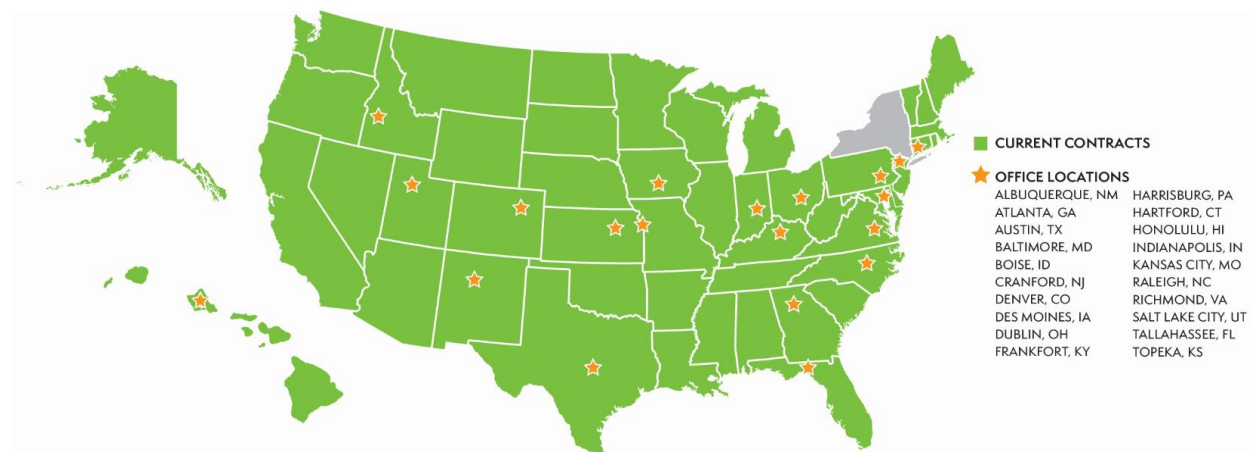 CURRENT CONTRACTS
OFFICE LOCATIONS
ALBUQUERQUE, NM
ATLANTA, GA
AUSTIN, TX
BALTIMORE, MD
BOISE, ID
CRANFORD, NJ
DENVER, CO
DES MOINES, IA
DUBLIN, OH
FRANKFORT, KY
HARRISBURG, PA
HARTFORD, CT
HONOLULU, HI
INDIANAPOLIS, IN
KANSAS CITY, MO
RALEIGH, NC
RICHMOND, VA
SALT LAKE CITY, UT
TALLAHASSEE, FL
TOPEKA, KS